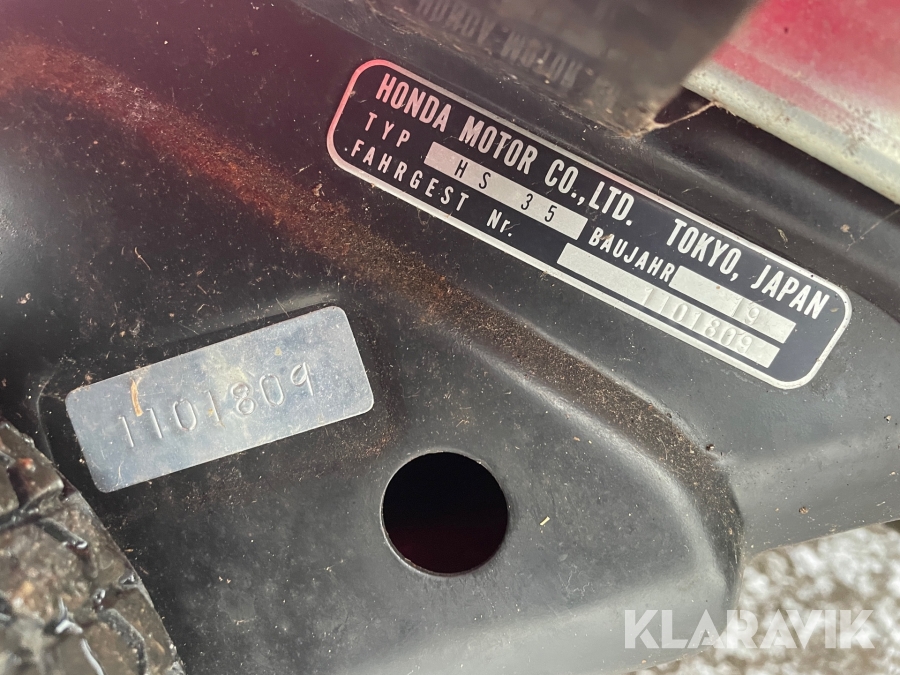 HONDA MOTOR CO.,LTD. TOKYO, JAPAN
TYP HS 35 BAUJAHR 19
FAHRGEST Nr. 1101809
1101809
KLARAVIK